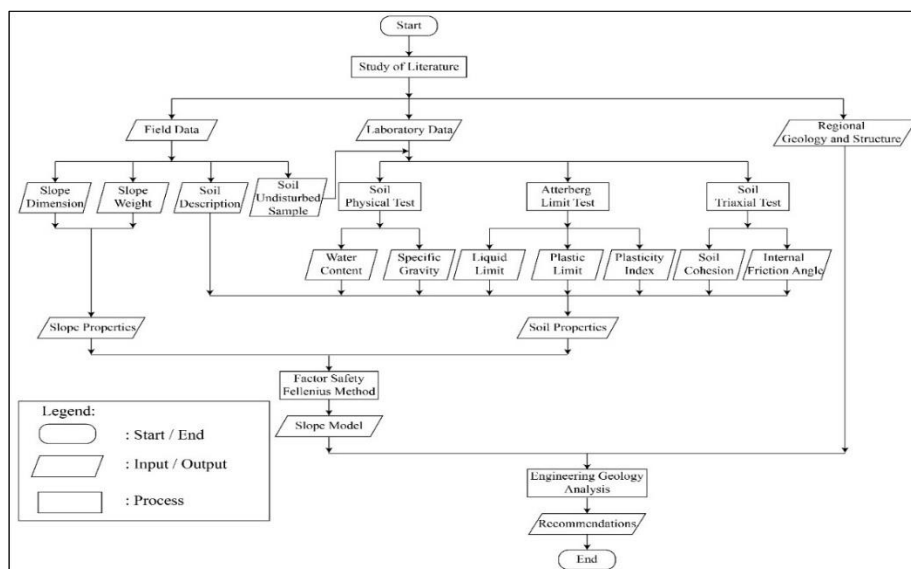 Start
Study of Literature
Field Data
Laboratory Data
Regional
Geology and Structure
Slope
Dimension
Slope
Weight
Soil
Description
Soil
Undisturbed
Sample
Soil
Physical Test
Atterberg
Limit Test
Soil
Triaxial Test
Water
Content
Specific
Gravity
Liquid
Limit
Plastic
Limit
Plasticity
Index
Soil
Cohesion
Internal
Friction Angle
Slope Properties
Soil Properties
Factor Safety
Fellenius Method
Slope Model
Legend:
: Start / End
: Input / Output
: Process
Engineering Geology
Analysis
Recommendations
End